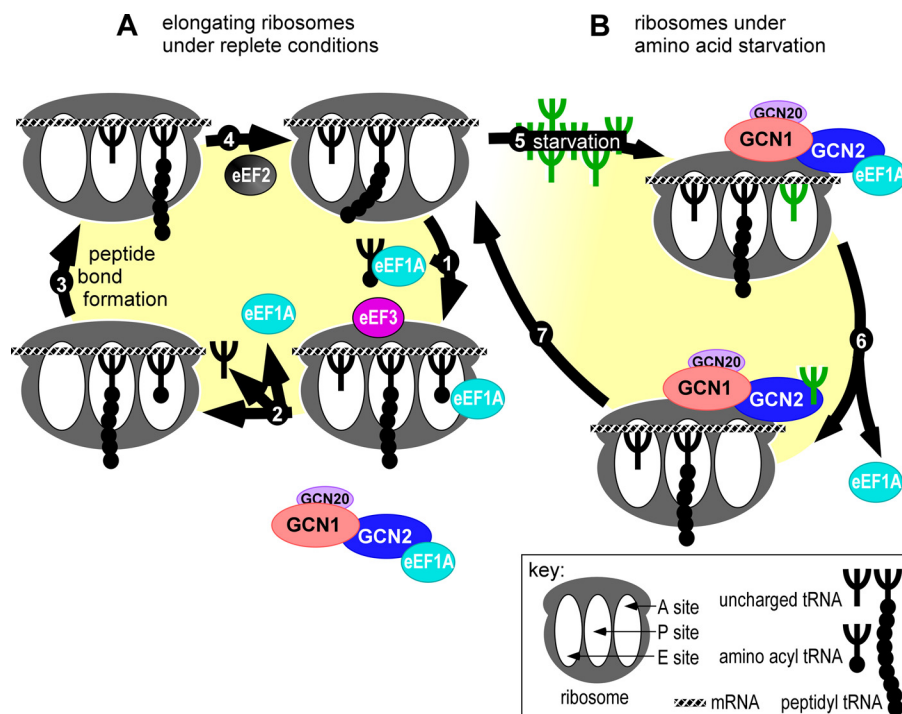 A
elongating ribosomes
under replete conditions
B
ribosomes under
amino acid starvation
4
eEF2
5 starvation
GCN20
GCN1
GCN2
eEF1A
3
peptide
bond
formation
eEF1A
1
eEF1A
eEF3
2
eEF1A
7
6
GCN20
GCN1
GCN2
eEF1A
GCN20
GCN1
GCN2
eEF1A
key:
A site
P site
E site
ribosome
uncharged tRNA
amino acyl tRNA
mRNA
peptidyl tRNA